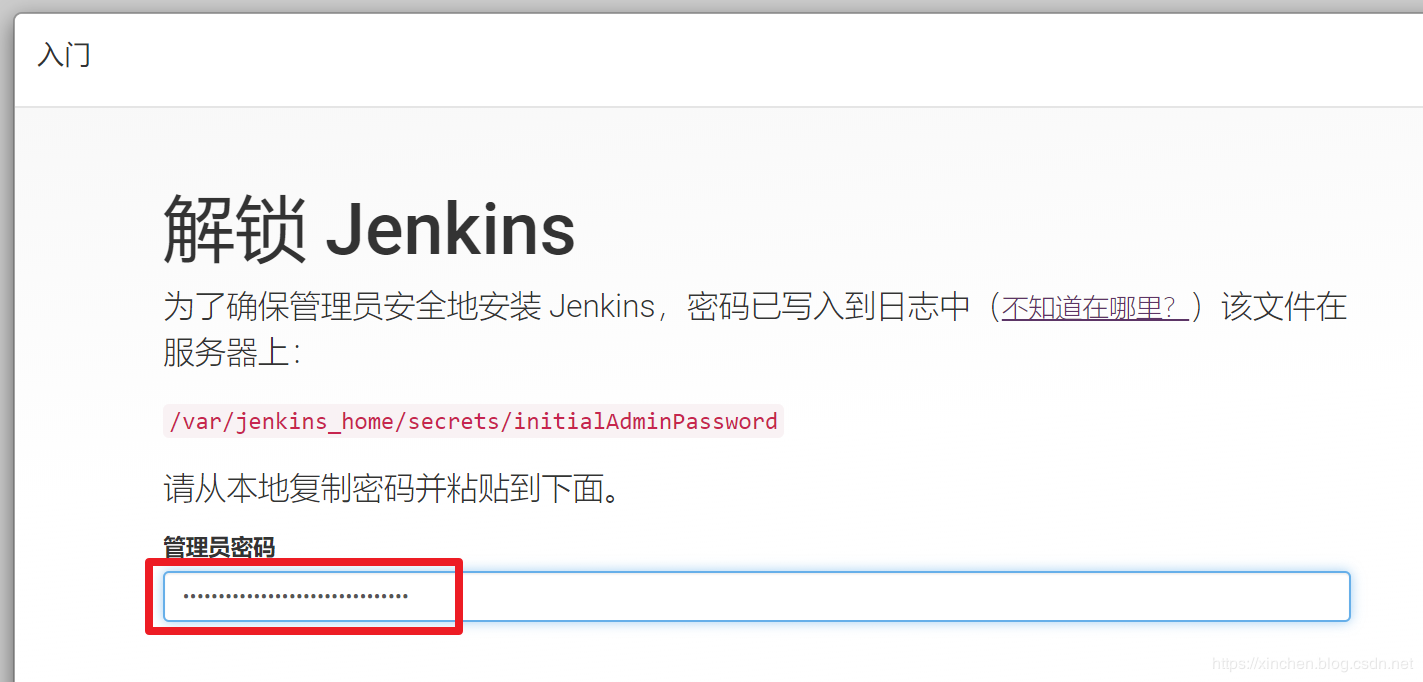 入门
解锁 Jenkins
为了确保管理员安全地安装 Jenkins，密码已写入到日志中（不知道在哪里？）该文件在
服务器上：
/var/jenkins_home/secrets/initialAdminPassword
请从本地复制密码并粘贴到下面。
管理员密码
https://xinchen.blog.csdn.net